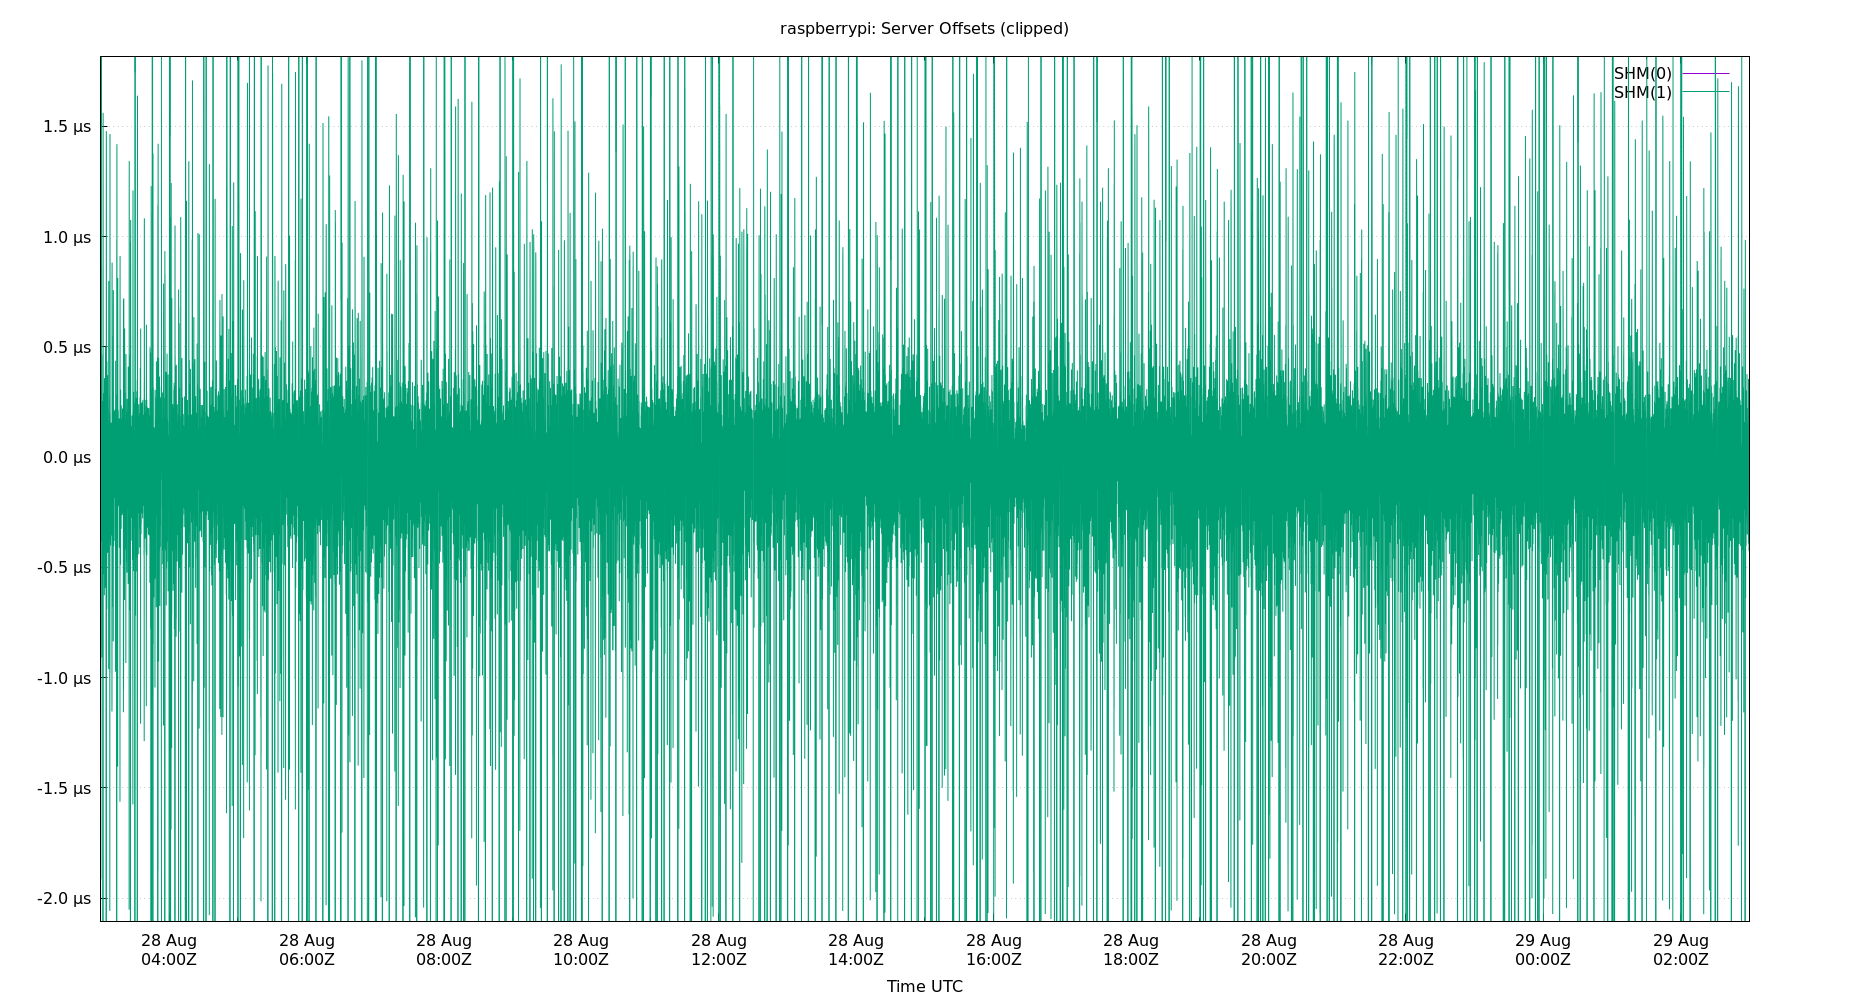 raspberrypi: Server Offsets (clipped)
SHM(0)
SHM(1)
1.5 µs
1.0 µs
0.5 µs
0.0 µs
-0.5 µs
-1.0 µs
-1.5 µs
-2.0 µs
28 Aug 28 Aug 28 Aug 28 Aug 28 Aug 28 Aug 28 Aug 28 Aug 28 Aug 28 Aug 29 Aug 29 Aug
04:00Z 06:00Z 08:00Z 10:00Z 12:00Z 14:00Z 16:00Z 18:00Z 20:00Z 22:00Z 00:00Z 02:00Z
Time UTC